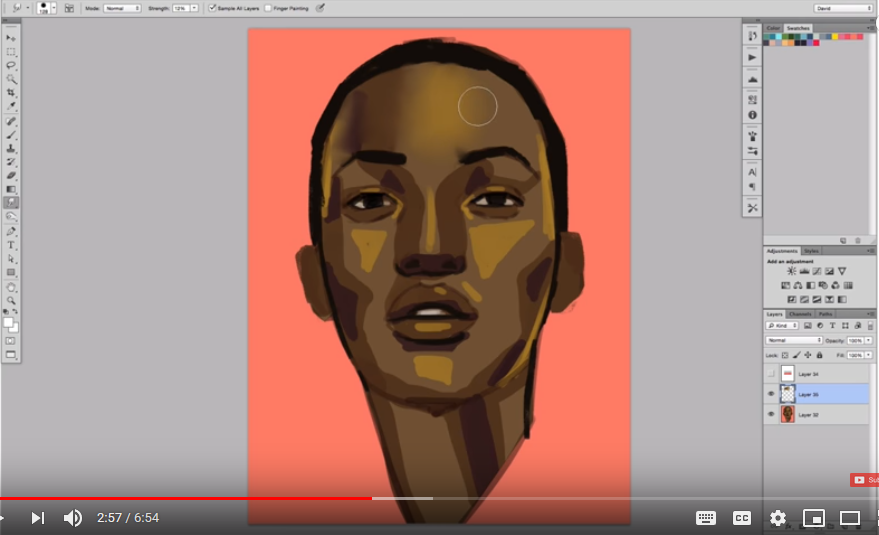 Mode: Normal Strength: 12% Sample All Layers Finger Painting David
128
Color Swatches
Adjustments Styles
Add an adjustment
Layers Channels Paths
Kind
Normal Opacity: 100%
Lock: Fill: 100%
Layer 34
Layer 35
Layer 32
Sub
2:57 / 6:54
CC